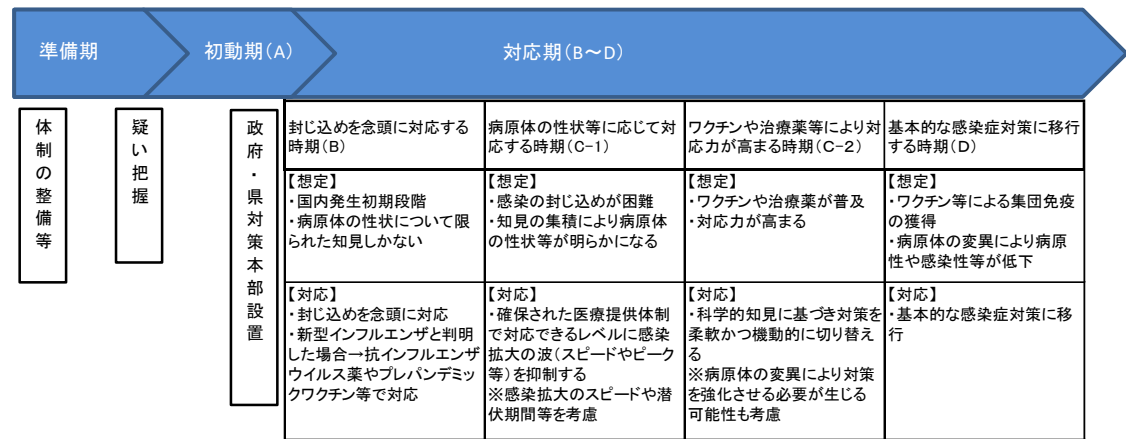 準備期
初動期(A)
対応期(B～D)
体制の整備等
疑い把握
政府・県対策本部設置
封じ込めを念頭に対応する
時期(B)
病原体の性状等に応じて対
応する時期(C-1)
ワクチンや治療薬等により対
応力が高まる時期(C-2)
基本的な感染症対策に移行
する時期(D)
【想定】
・国内発生初期段階
・病原体の性状について限
られた知見しかない
【想定】
・感染の封じ込めが困難
・知見の集積により病原体
の性状等が明らかになる
【想定】
・ワクチンや治療薬が普及
・対応力が高まる
【想定】
・ワクチン等による集団免疫
の獲得
・病原体の変異により病原
性や感染性等が低下
【対応】
・封じ込めを念頭に対応
・新型インフルエンザと判明
した場合→抗インフルエンザ
ウイルス薬やプレパンデミッ
クワクチン等で対応
【対応】
・確保された医療提供体制
で対応できるレベルに感染
拡大の波(スピードやピーク
等)を抑制する
※感染拡大のスピードや潜
伏期間等を考慮
【対応】
・科学的知見に基づき対策を
柔軟かつ機動的に切り替え
る
※病原体の変異により対策
を強化させる必要が生じる
可能性も考慮
【対応】
・基本的な感染症対策に移
行